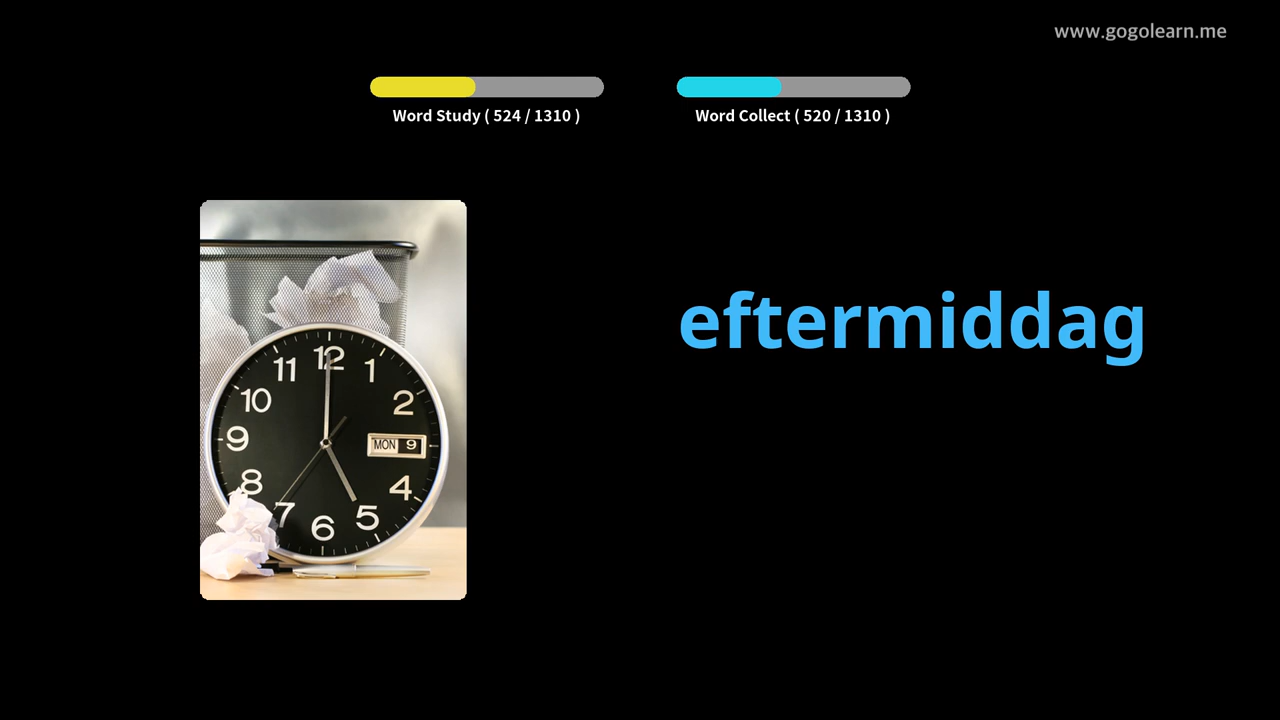 www.gogolearn.me
Word Study ( 524 / 1310 )
Word Collect ( 520 / 1310 )
eftermiddag
12
11
1
10
2
9
MON 9
8
4
7
5
6